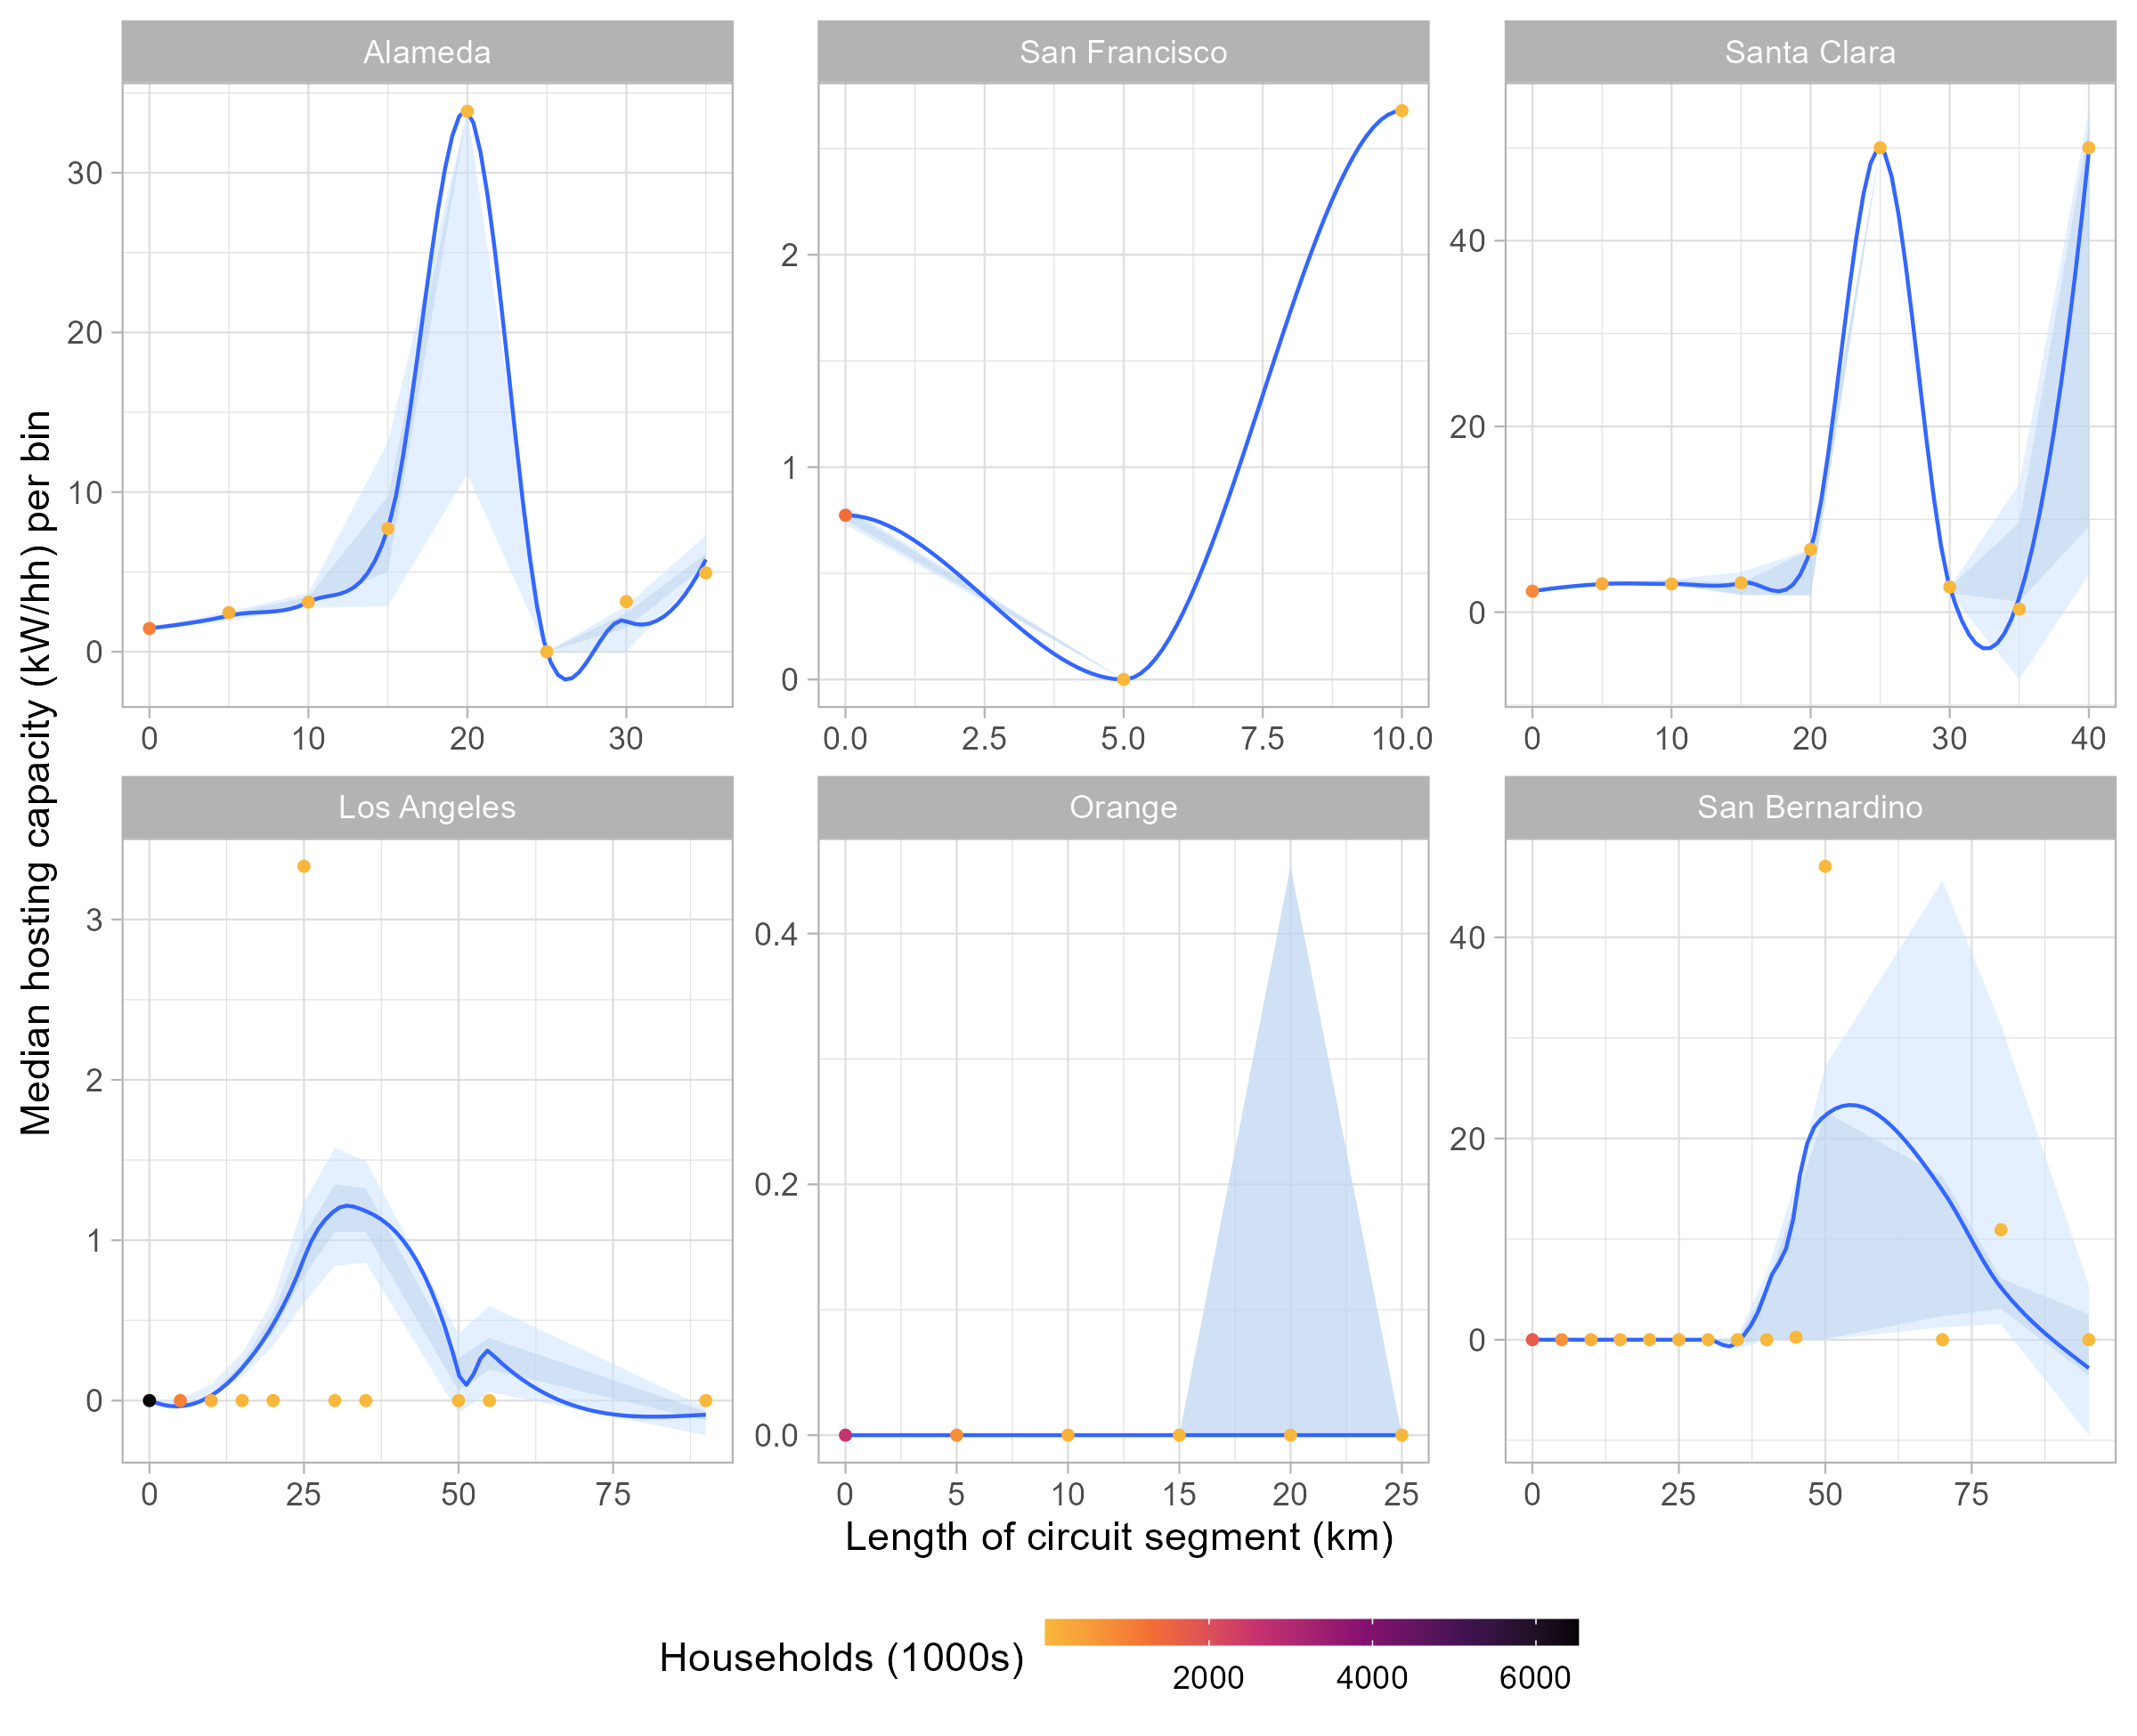 Alameda
San Francisco
Santa Clara
30
20
10
0
2
1
0
40
20
0
0 10 20 30
0.0 2.5 5.0 7.5 10.0
0 10 20 30 40
Median hosting capacity (kW/hh) per bin
Los Angeles
Orange
San Bernardino
3
2
1
0
0.4
0.2
0.0
40
20
0
0 25 50 75
0 5 10 15 20 25
0 25 50 75
Length of circuit segment (km)
Households (1000s)
2000 4000 6000